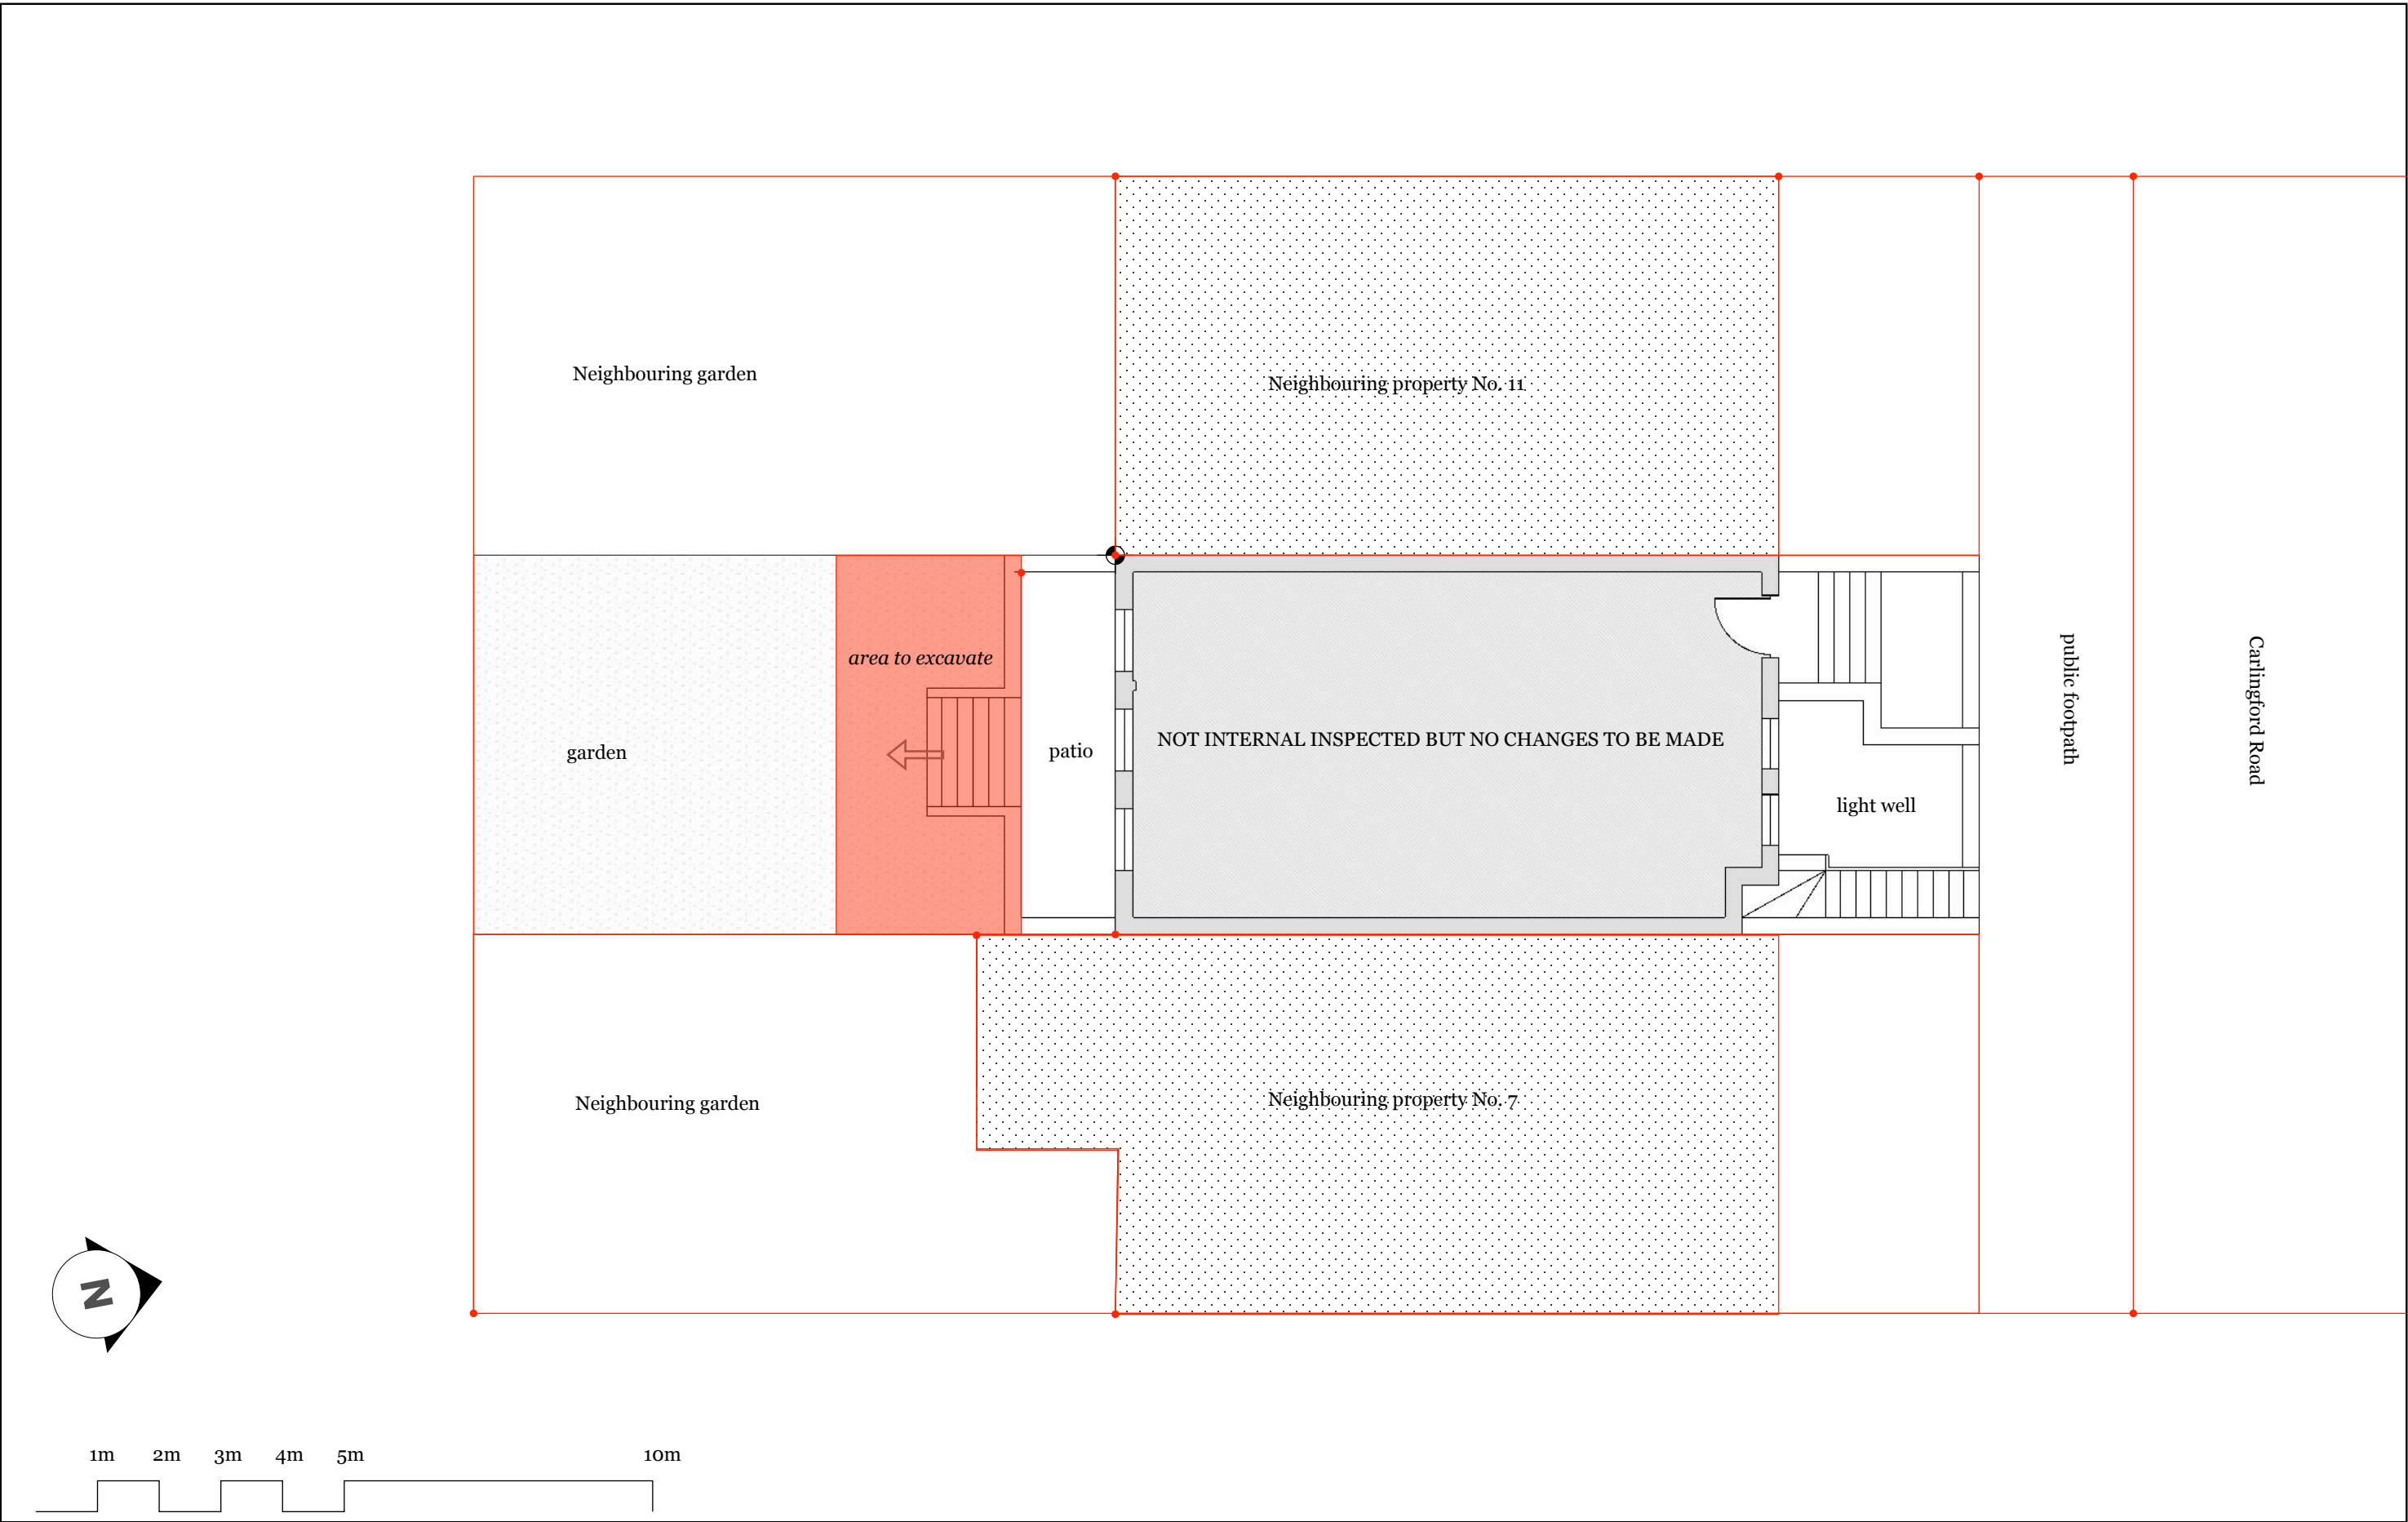 Neighbouring garden
Neighbouring property No. 11
area to excavate
garden
patio
NOT INTERNAL INSPECTED BUT NO CHANGES TO BE MADE
light well
public footpath
Carlingford Road
Neighbouring garden
Neighbouring property No. 7
N
1m 2m 3m 4m 5m 10m